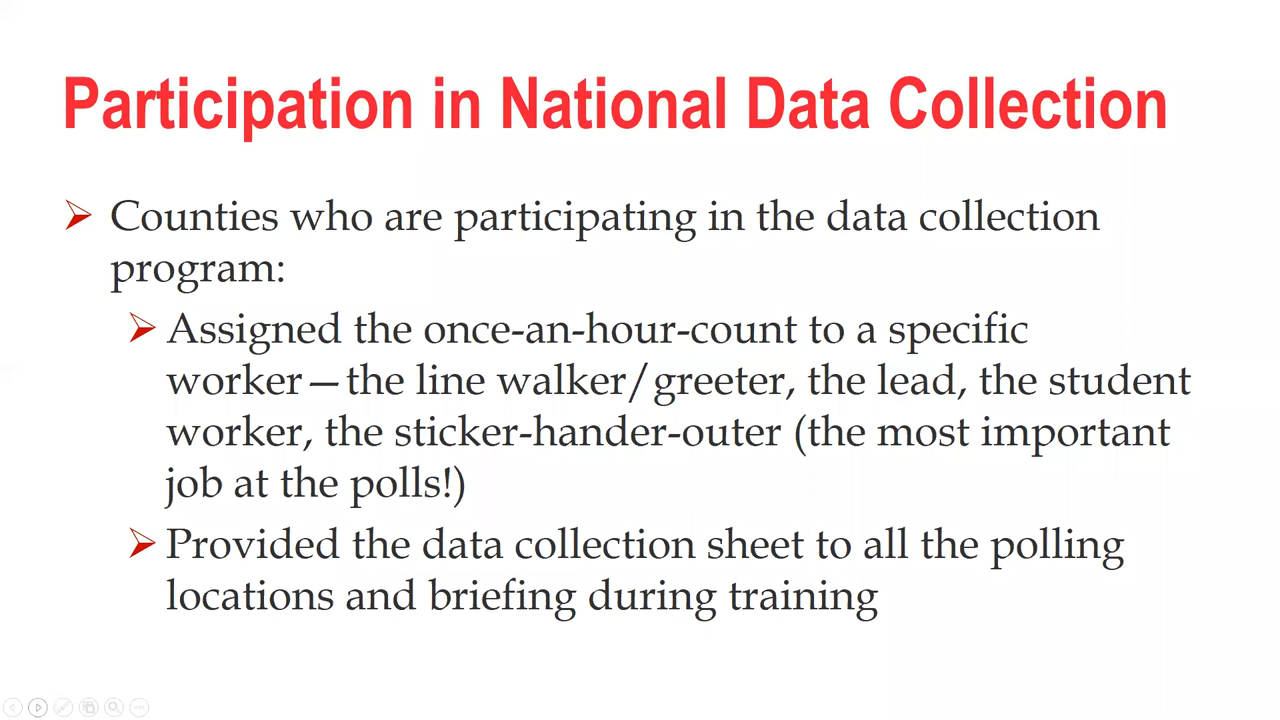 Participation in National Data Collection
Counties who are participating in the data collection
program:
Assigned the once-an-hour-count to a specific
worker—the line walker/greeter, the lead, the student
worker, the sticker-hander-outer (the most important
job at the polls!)
Provided the data collection sheet to all the polling
locations and briefing during training